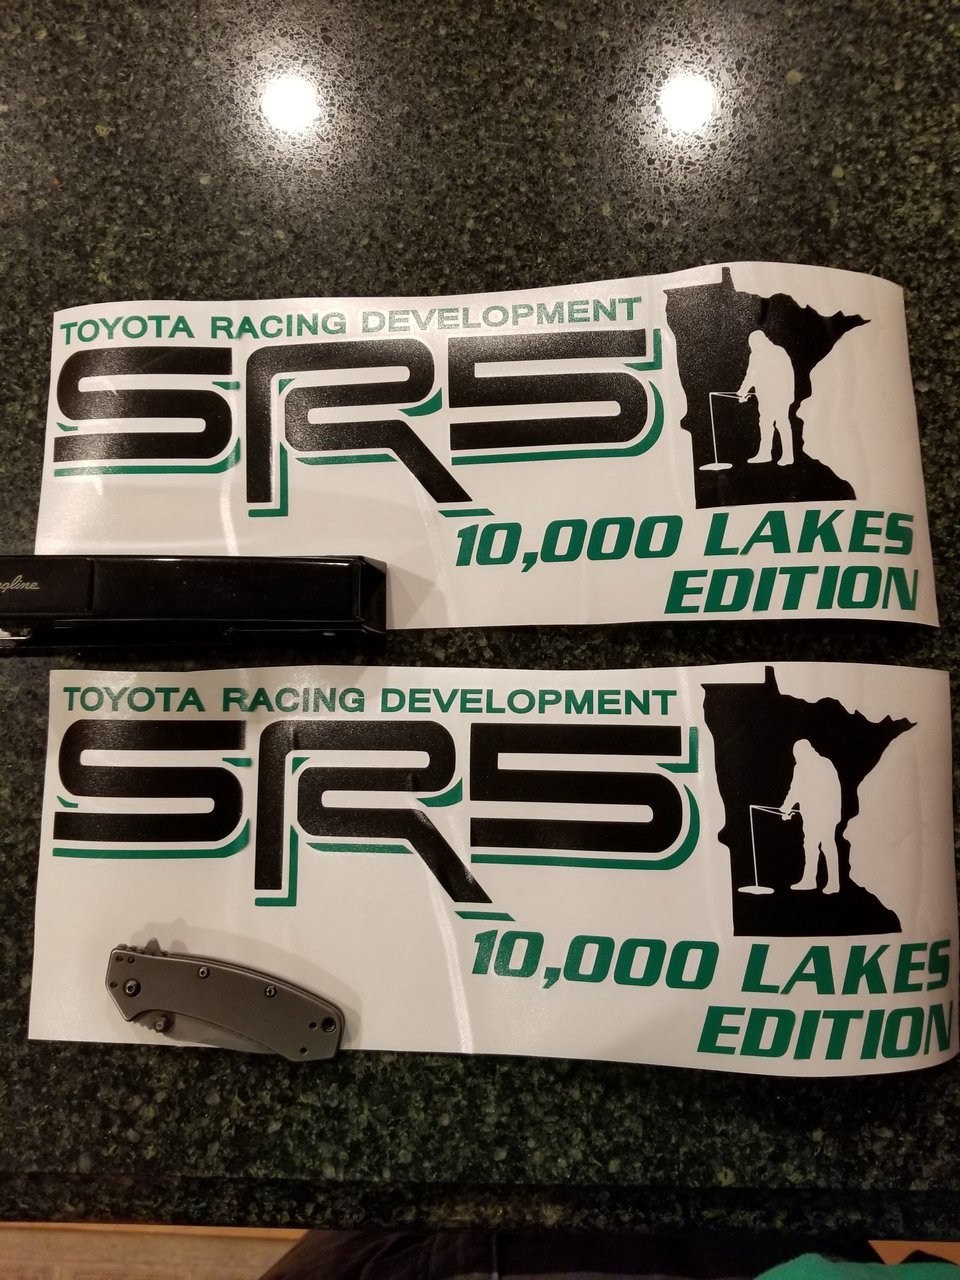 TOYOTA RACING DEVELOPMENT
SR5
10,000 LAKES
EDITION
TOYOTA RACING DEVELOPMENT
SR5
10,000 LAKES
EDITION